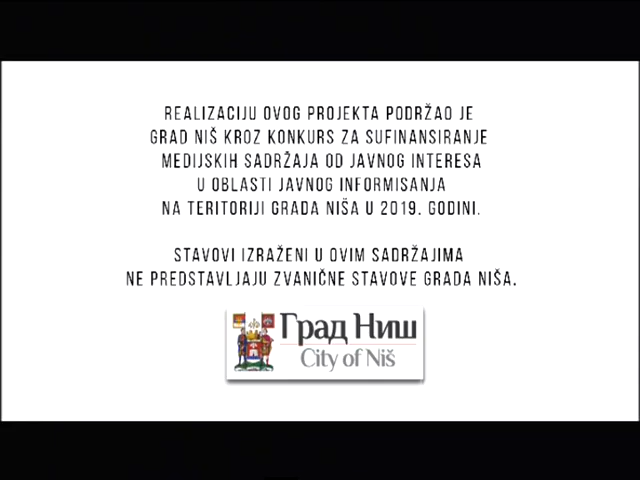 REALIZACIJU OVOG PROJEKTA PODRŽAO JE
GRAD NIŠ KROZ KONKURS ZA SUFINANSIRANJE
MEDIJSKIH SADRŽAJA OD JAVNOG INTERESA
U OBLASTI JAVNOG INFORMISANJA
NA TERITORIJI GRADA NIŠA U 2019. GODINI.
STAVOVI IZRAŽENI U OVIM SADRŽAJIMA
NE PREDSTAVLJAJU ZVANIČNE STAVOVE GRADA NIŠA.
Град Ниш
City of Niš